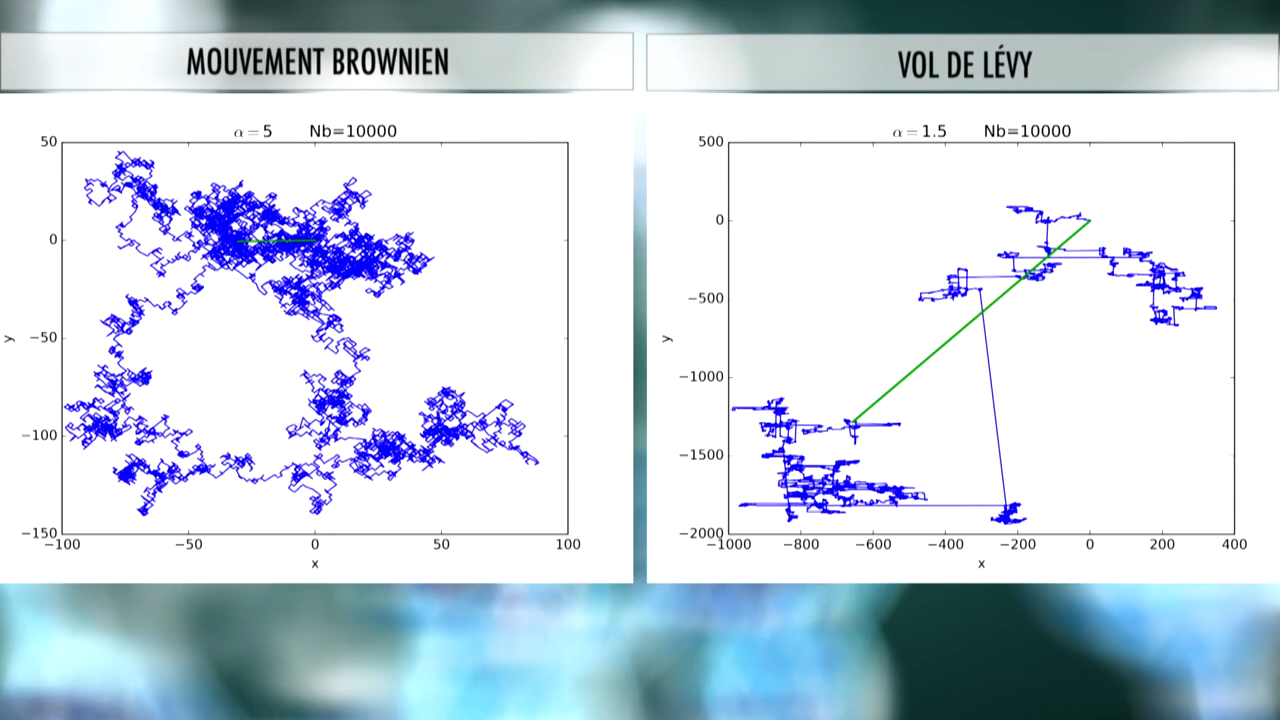 MOUVEMENT BROWNIEN
α = 5 Nb=10000
50
0
−50
−100
−150
−100 −50 0 50 100
x
y
VOL DE LÉVY
α = 1.5 Nb=10000
500
0
−500
−1000
−1500
−2000
−1000 −800 −600 −400 −200 0 200 400
x
y